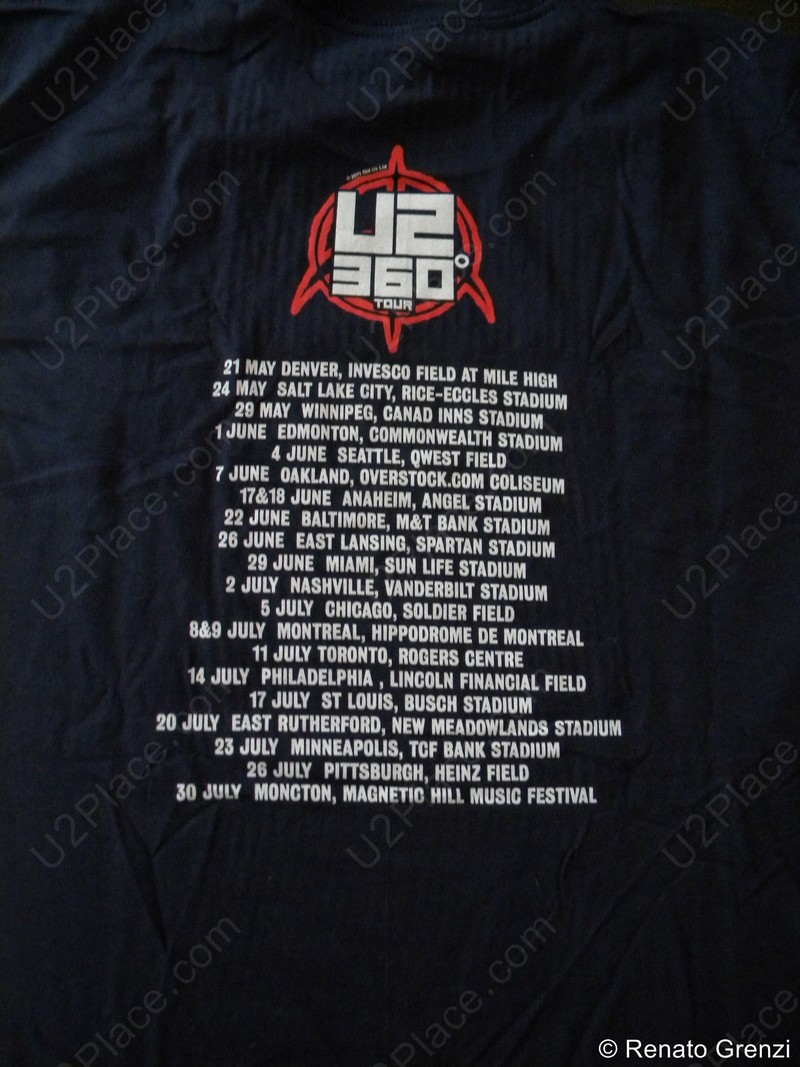 © 2011 Not Us Ltd
U2
360°
TOUR
21 MAY DENVER, INVESCO FIELD AT MILE HIGH
24 MAY SALT LAKE CITY, RICE-ECCLES STADIUM
29 MAY WINNIPEG, CANAD INNS STADIUM
1 JUNE EDMONTON, COMMONWEALTH STADIUM
4 JUNE SEATTLE, QWEST FIELD
7 JUNE OAKLAND, OVERSTOCK.COM COLISEUM
17&18 JUNE ANAHEIM, ANGEL STADIUM
22 JUNE BALTIMORE, M&T BANK STADIUM
26 JUNE EAST LANSING, SPARTAN STADIUM
29 JUNE MIAMI, SUN LIFE STADIUM
2 JULY NASHVILLE, VANDERBILT STADIUM
5 JULY CHICAGO, SOLDIER FIELD
8&9 JULY MONTREAL, HIPPODROME DE MONTREAL
11 JULY TORONTO, ROGERS CENTRE
14 JULY PHILADELPHIA , LINCOLN FINANCIAL FIELD
17 JULY ST LOUIS, BUSCH STADIUM
20 JULY EAST RUTHERFORD, NEW MEADOWLANDS STADIUM
23 JULY MINNEAPOLIS, TCF BANK STADIUM
26 JULY PITTSBURGH, HEINZ FIELD
30 JULY MONCTON, MAGNETIC HILL MUSIC FESTIVAL
U2Place.com
© Renato Grenzi